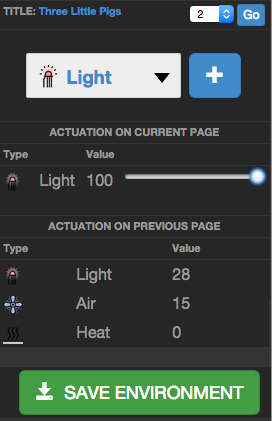 TITLE: Three Little Pigs 2 Go
Light +
ACTUATION ON CURRENT PAGE
Type Value
Light 100
ACTUATION ON PREVIOUS PAGE
Type Value
Light 28
Air 15
Heat 0
SAVE ENVIRONMENT